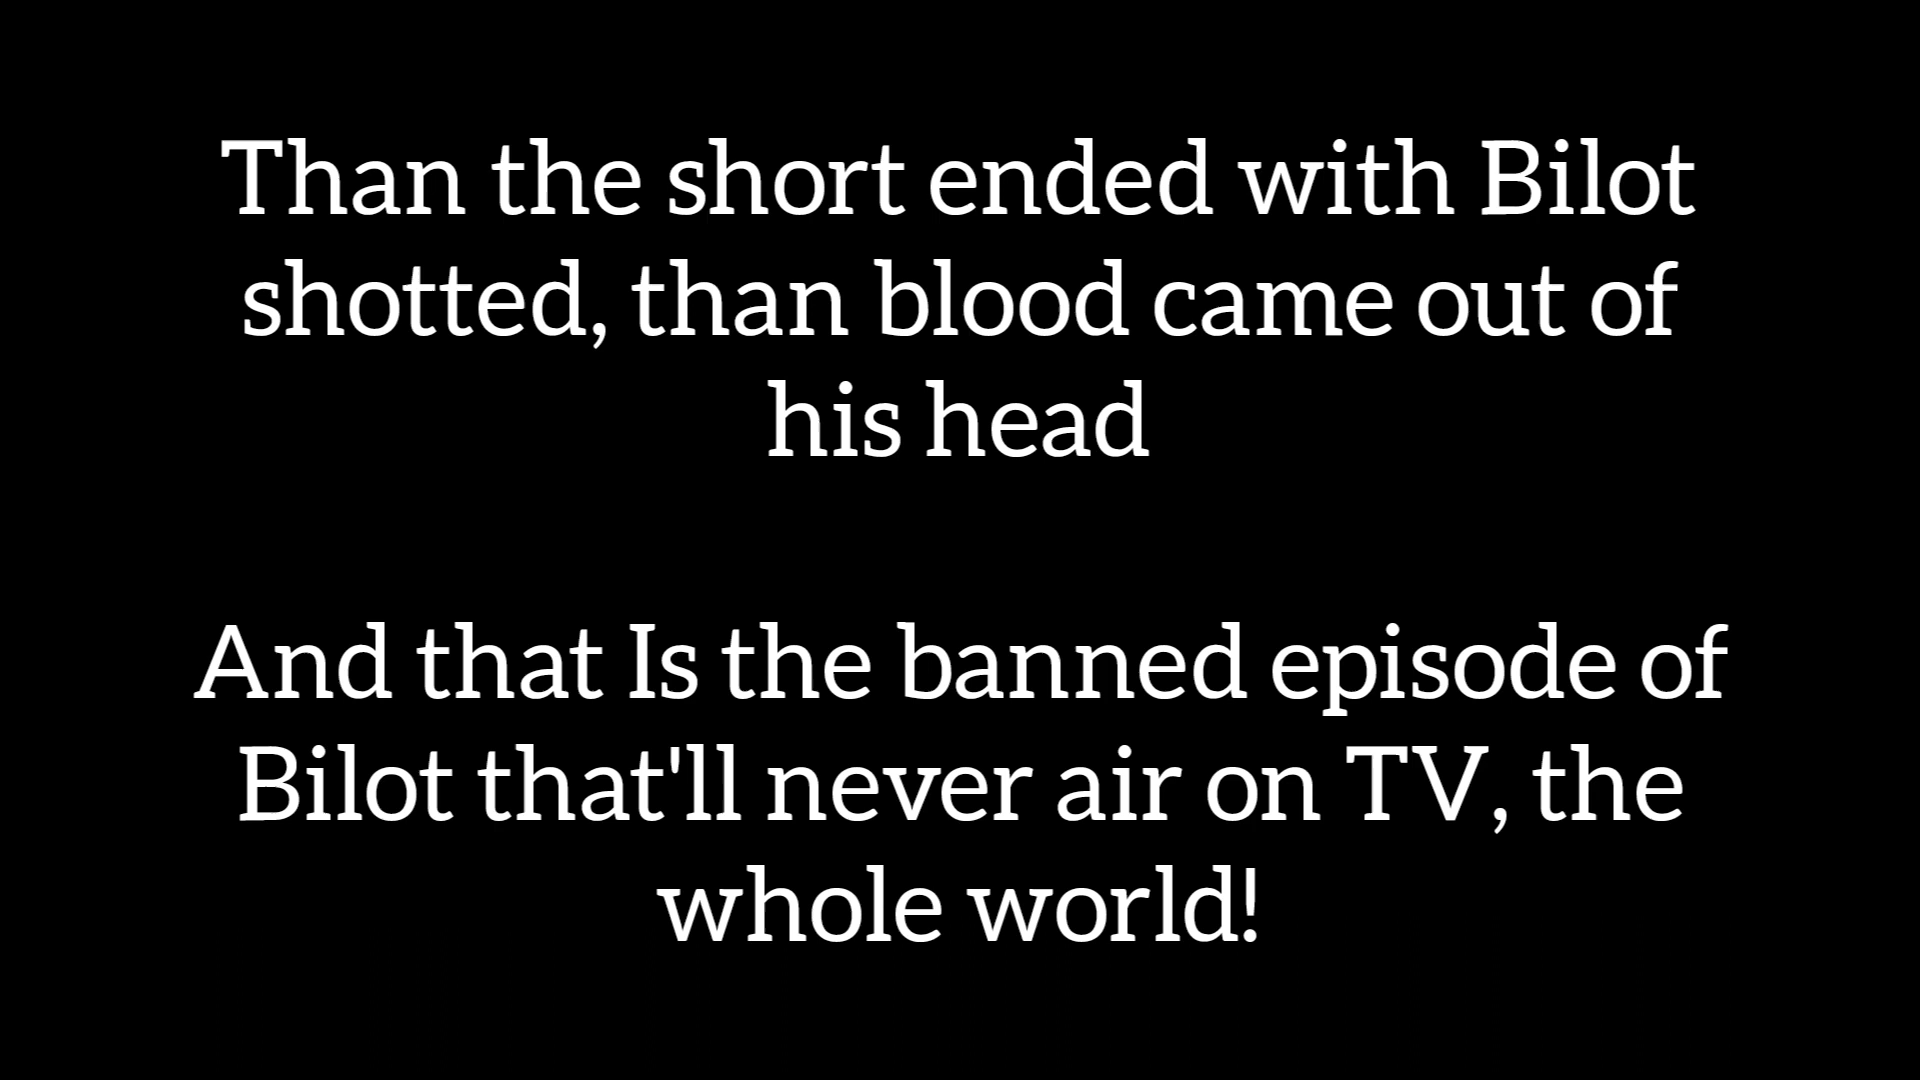 Than the short ended with Bilot
shotted, than blood came out of
his head
And that Is the banned episode of
Bilot that'll never air on TV, the
whole world!